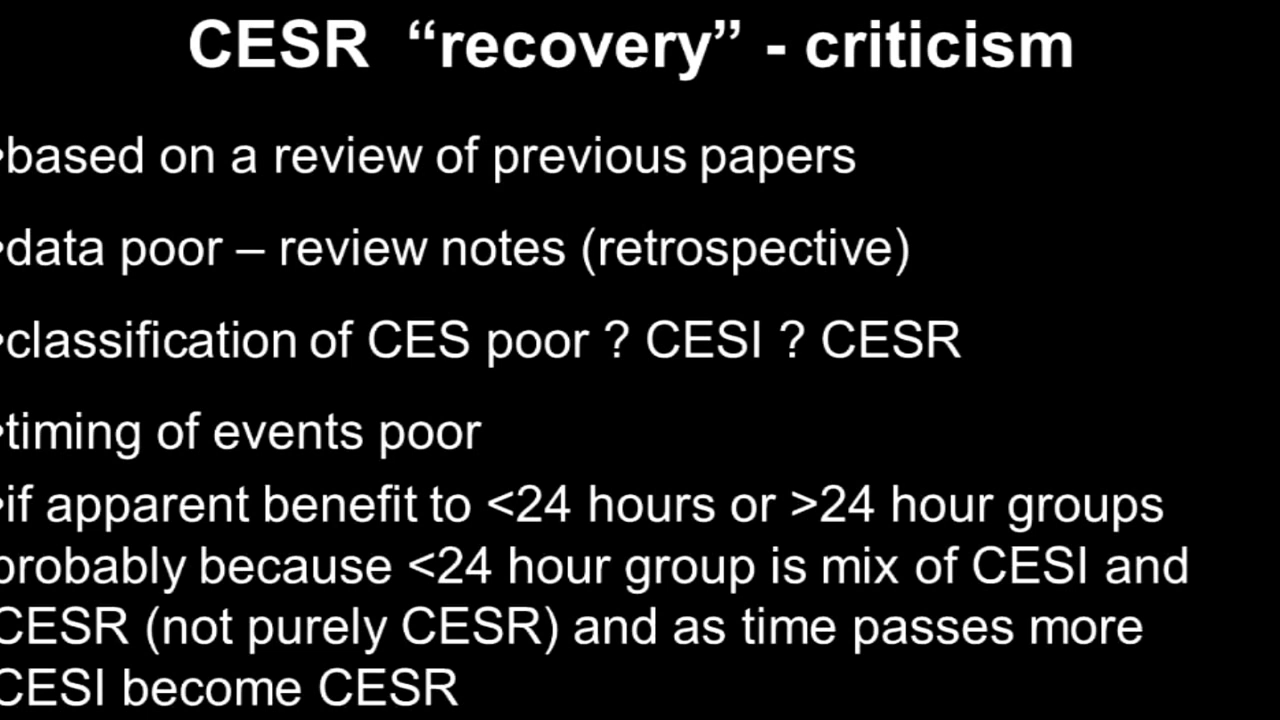 CESR “recovery” - criticism
•based on a review of previous papers
•data poor – review notes (retrospective)
•classification of CES poor ? CESI ? CESR
•timing of events poor
•if apparent benefit to <24 hours or >24 hour groups
probably because <24 hour group is mix of CESI and
CESR (not purely CESR) and as time passes more
CESI become CESR